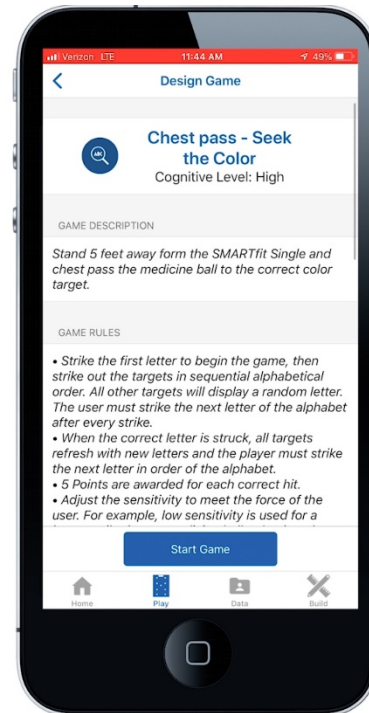 Verizon LTE 11:44 AM 49%
Design Game
ABC
Chest pass - Seek
the Color
Cognitive Level: High
GAME DESCRIPTION
Stand 5 feet away form the SMARTfit Single and
chest pass the medicine ball to the correct color
target.
GAME RULES
• Strike the first letter to begin the game, then
strike out the targets in sequential alphabetical
order. All other targets will display a random letter.
The user must strike the next letter of the alphabet
after every strike.
• When the correct letter is struck, all targets
refresh with new letters and the player must strike
the next letter in order of the alphabet.
• 5 Points are awarded for each correct hit.
• Adjust the sensitivity to meet the force of the
user. For example, low sensitivity is used for a
Start Game
Home Play Data Build